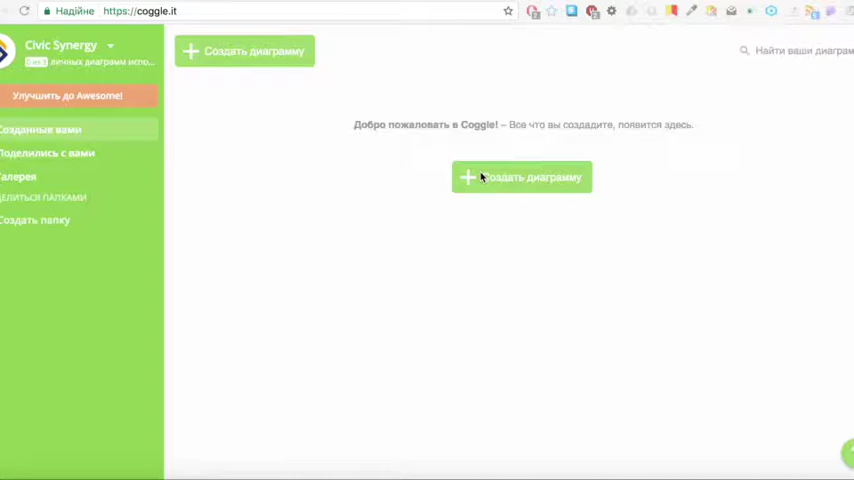 Надійне
https://coggle.it
Civic Synergy
личных диаграмм испо...
Создать диаграмму
Найти ваши диаграм
Улучшить до Awesome!
Созданные вами
Добро пожаловать в Coggle! – Все что вы создадите, появится здесь.
Поделились с вами
Галерея
Создать диаграмму
ЕЛИТЬСЯ ПАПКАМИ
Создать папку